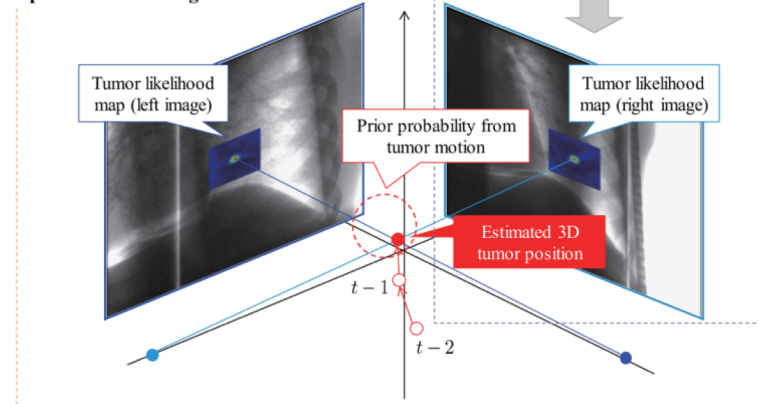 Tumor likelihood
map (left image)
Tumor likelihood
map (right image)
Prior probability from
tumor motion
Estimated 3D
tumor position
t − 1
t − 2